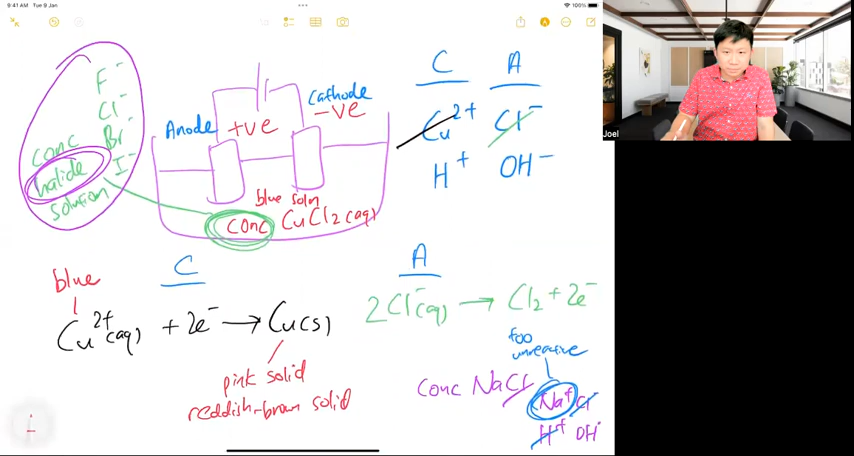 9:41 AM Tue 9 Jan
100%
F⁻
Cl⁻
Br⁻
I⁻
conc
halide
solution
Anode
+ve
Cathode
-ve
blue soln
conc CuCl2(aq)
C A
Cu²⁺ Cl⁻
H⁺ OH⁻
Joel
blue
C
Cu²⁺(aq) + 2e⁻ → Cu(s)
pink solid
reddish-brown solid
A
2Cl⁻(aq) → Cl2 + 2e⁻
too
unreactive
conc NaCl
Na⁺ Cl⁻
H⁺ OH⁻